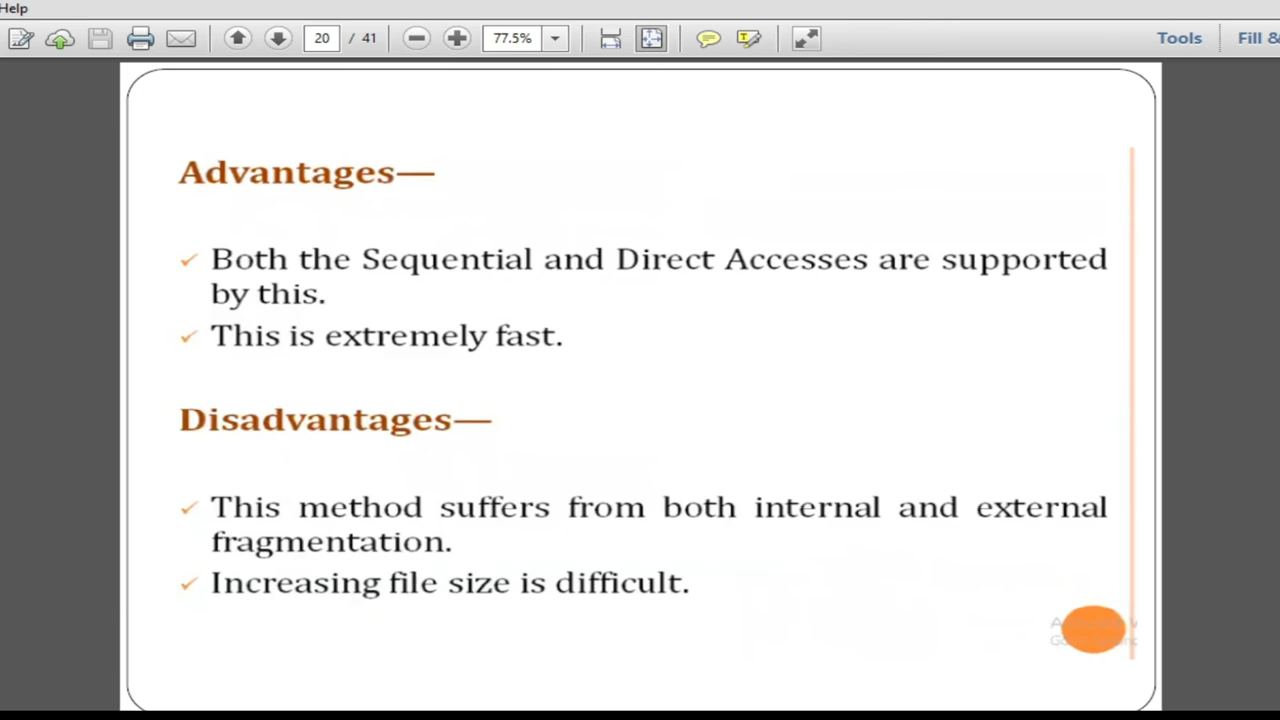 Help
20 / 41
77.5%
Tools
Fill &
Advantages—
✓ Both the Sequential and Direct Accesses are supported
by this.
✓ This is extremely fast.
Disadvantages—
✓ This method suffers from both internal and external
fragmentation.
✓ Increasing file size is difficult.